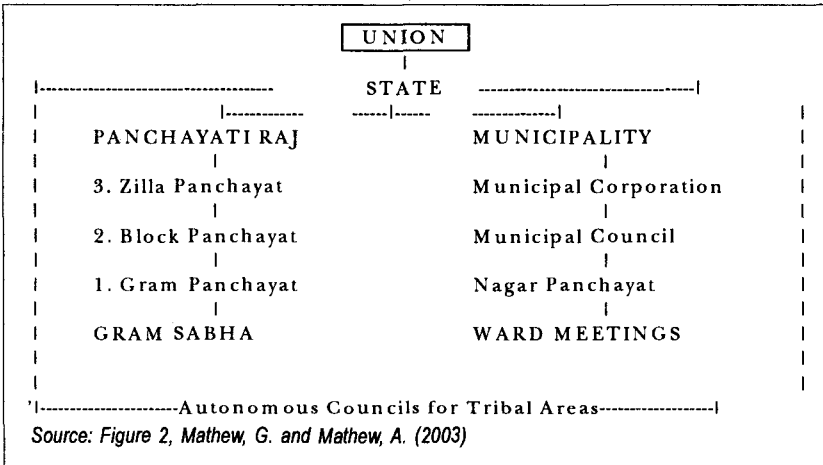 UNION
STATE
PANCHAYATI RAJ MUNICIPALITY
3. Zilla Panchayat Municipal Corporation
2. Block Panchayat Municipal Council
1. Gram Panchayat Nagar Panchayat
GRAM SABHA WARD MEETINGS
Autonomous Councils for Tribal Areas
Source: Figure 2, Mathew, G. and Mathew, A. (2003)